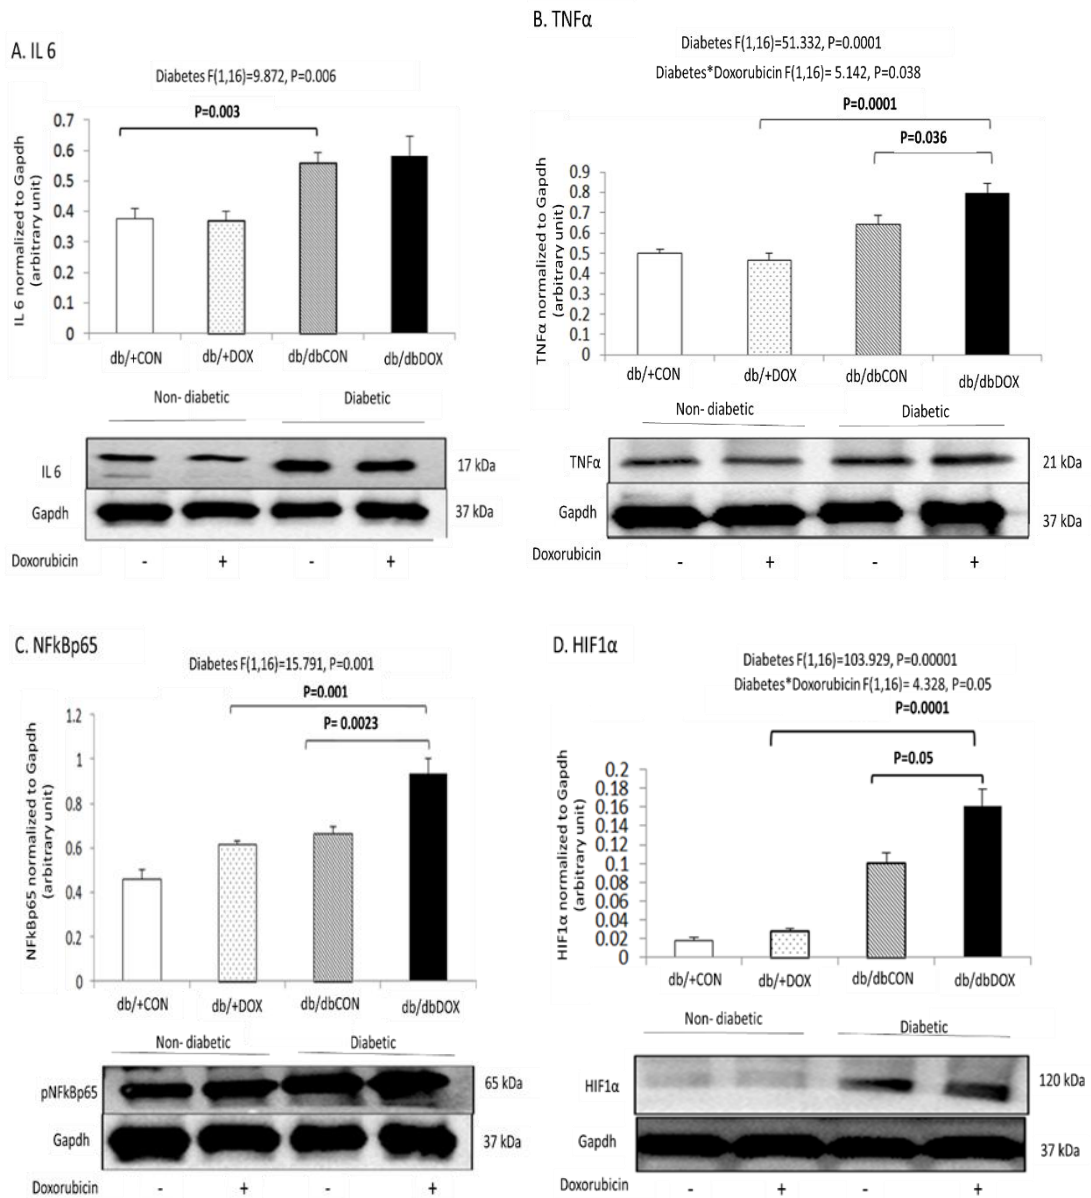 A. IL 6
Diabetes F(1,16)=9.872, P=0.006
P=0.003
IL 6 normalized to Gapdh
(arbitrary unit)
0.7
0.6
0.5
0.4
0.3
0.2
0.1
0
db/+CON db/+DOX db/dbCON db/dbDOX
Non- diabetic Diabetic
IL 6 17 kDa
Gapdh 37 kDa
Doxorubicin - + - +
B. TNFα
Diabetes F(1,16)=51.332, P=0.0001
Diabetes*Doxorubicin F(1,16)= 5.142, P=0.038
P=0.0001
P=0.036
TNFα normalized to Gapdh
(arbitrary unit)
0.9
0.8
0.7
0.6
0.5
0.4
0.3
0.2
0.1
0
db/+CON db/+DOX db/dbCON db/dbDOX
Non- diabetic Diabetic
TNFα 21 kDa
Gapdh 37 kDa
Doxorubicin - + - +
C. NFkBp65
Diabetes F(1,16)=15.791, P=0.001
P=0.001
P= 0.0023
NFkBp65 normalized to Gapdh
(arbitrary unit)
1.2
1
0.8
0.6
0.4
0.2
0
db/+CON db/+DOX db/dbCON db/dbDOX
Non- diabetic Diabetic
pNFkBp65 65 kDa
Gapdh 37 kDa
Doxorubicin - + - +
D. HIF1α
Diabetes F(1,16)=103.929, P=0.00001
Diabetes*Doxorubicin F(1,16)= 4.328, P=0.05
P=0.0001
P=0.05
HIF1α normalized to Gapdh
(arbitrary unit)
0.2
0.18
0.16
0.14
0.12
0.1
0.08
0.06
0.04
0.02
0
db/+CON db/+DOX db/dbCON db/dbDOX
Non- diabetic Diabetic
HIF1α 120 kDa
Gapdh 37 kDa
Doxorubicin - + - +